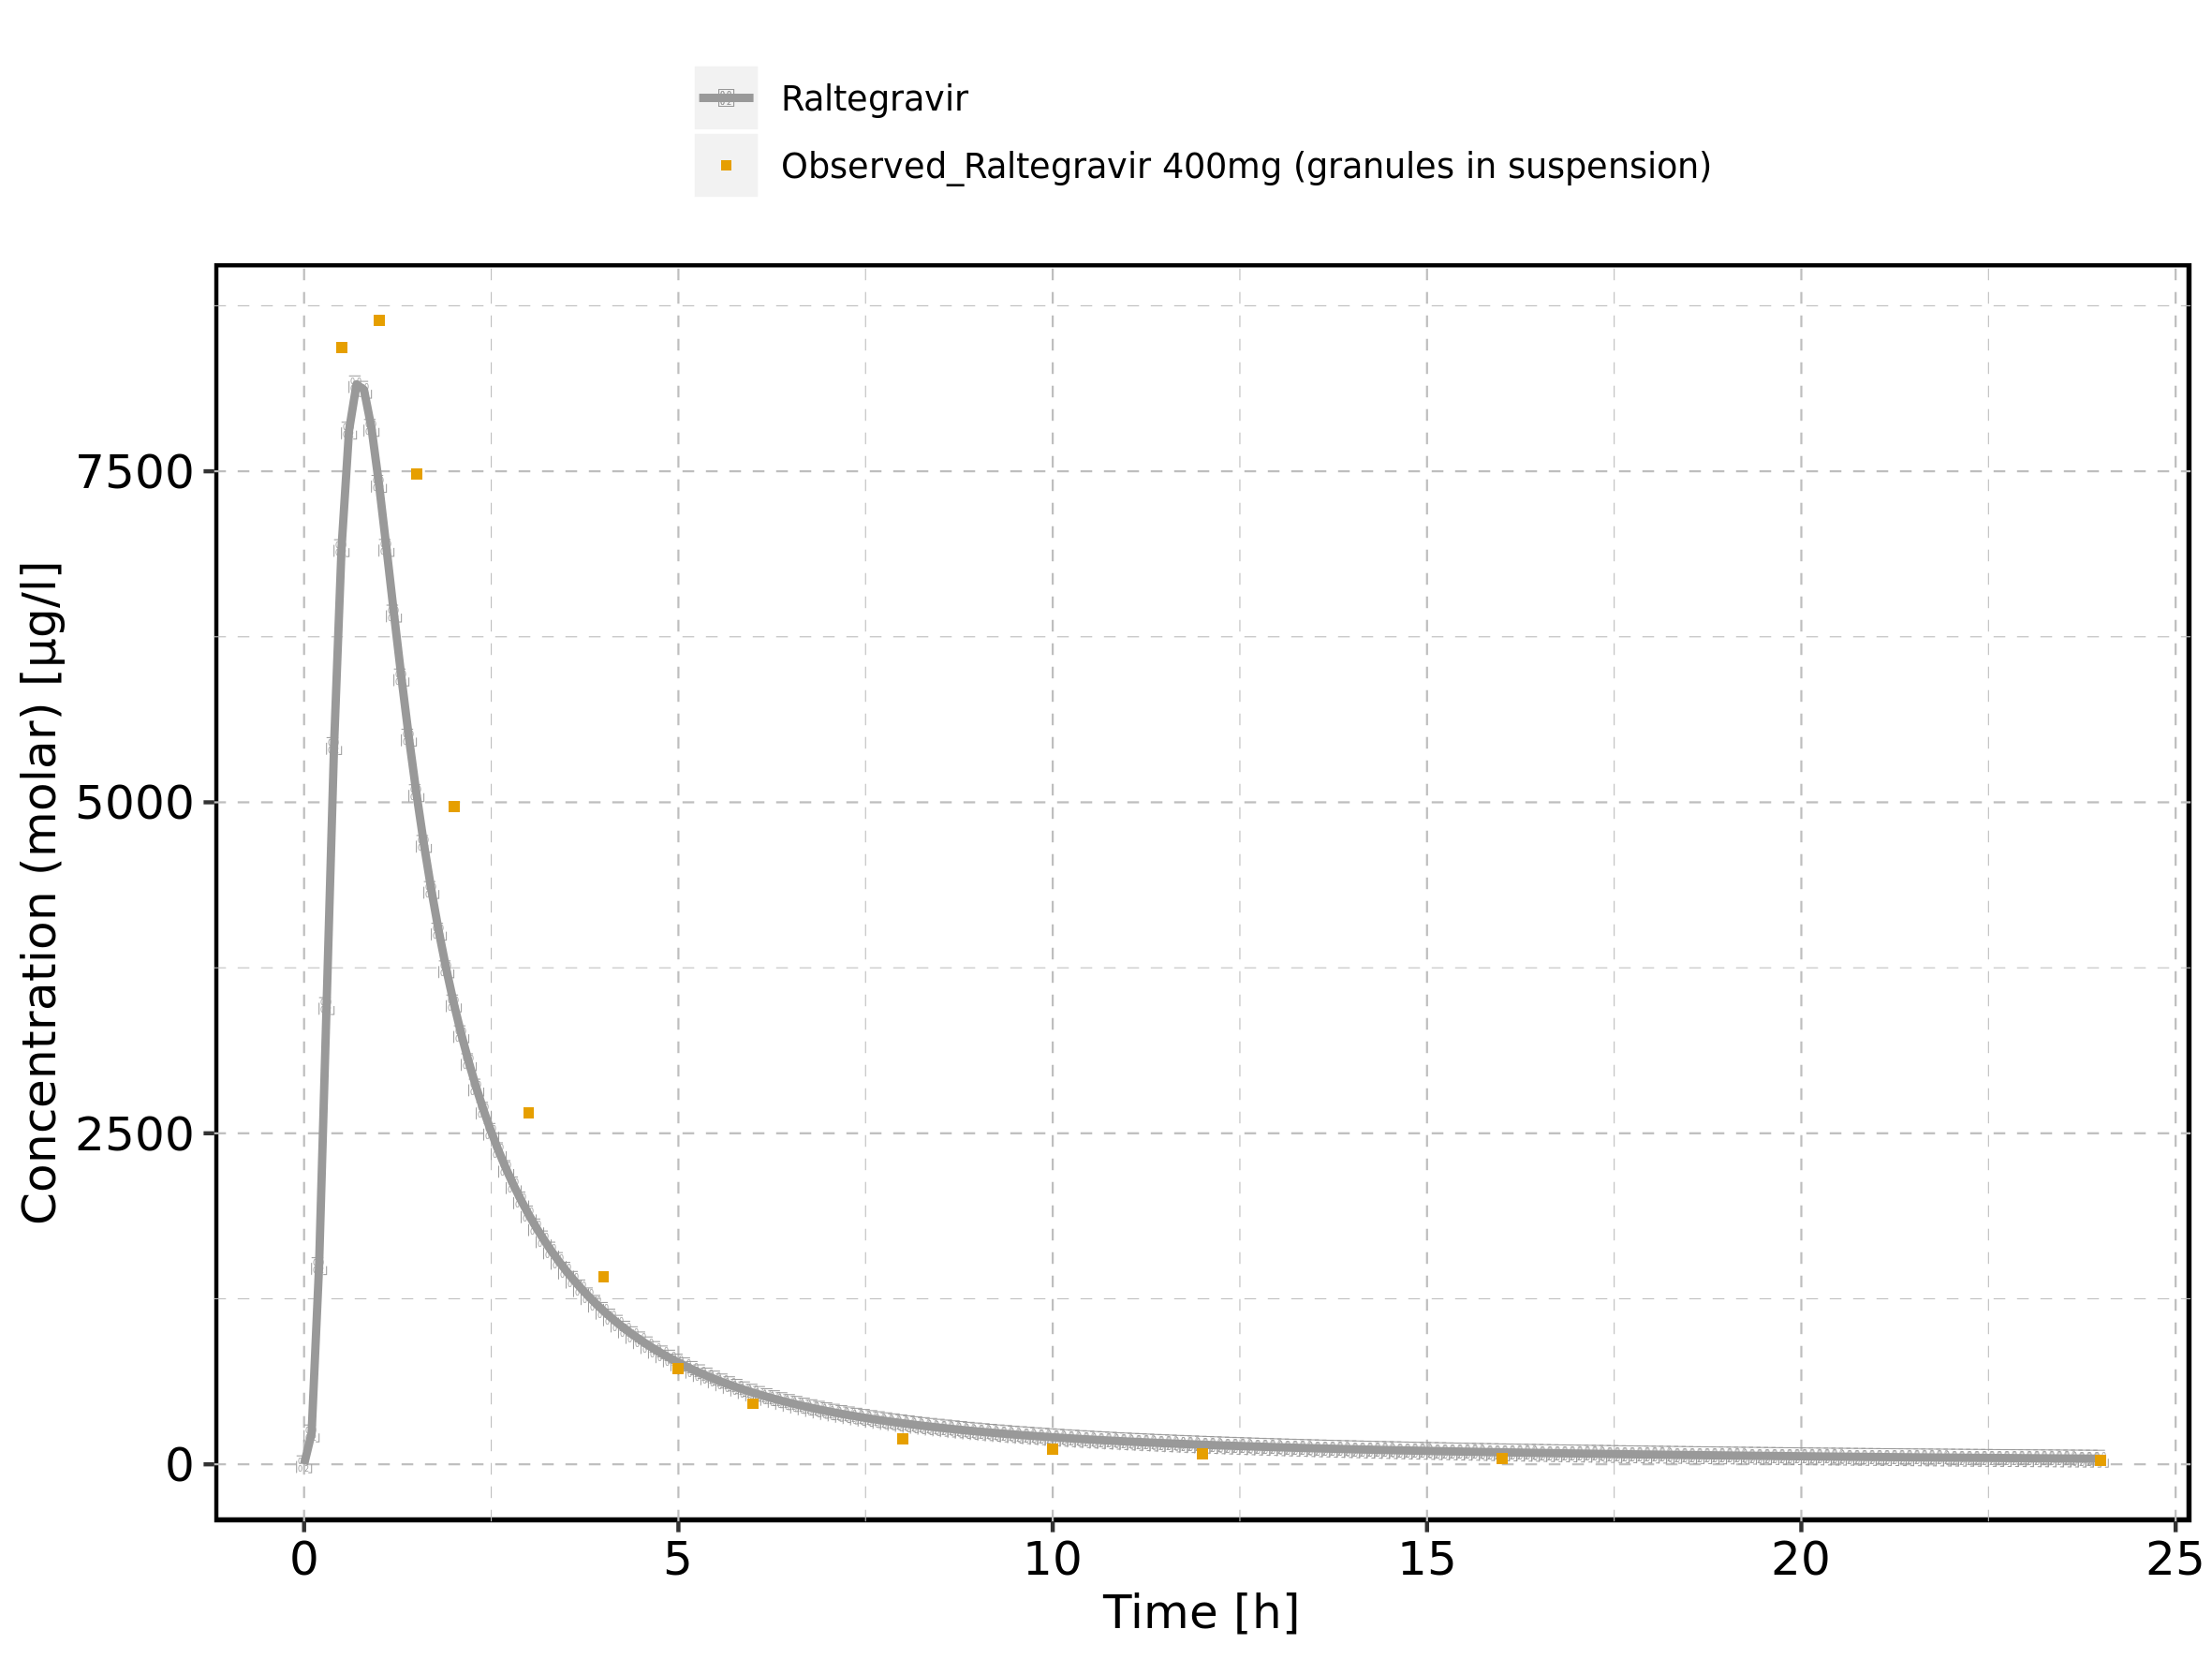 Raltegravir
Observed_Raltegravir 400mg (granules in suspension)
Concentration (molar) [µg/l]
7500
5000
2500
0
0 5 10 15 20 25
Time [h]